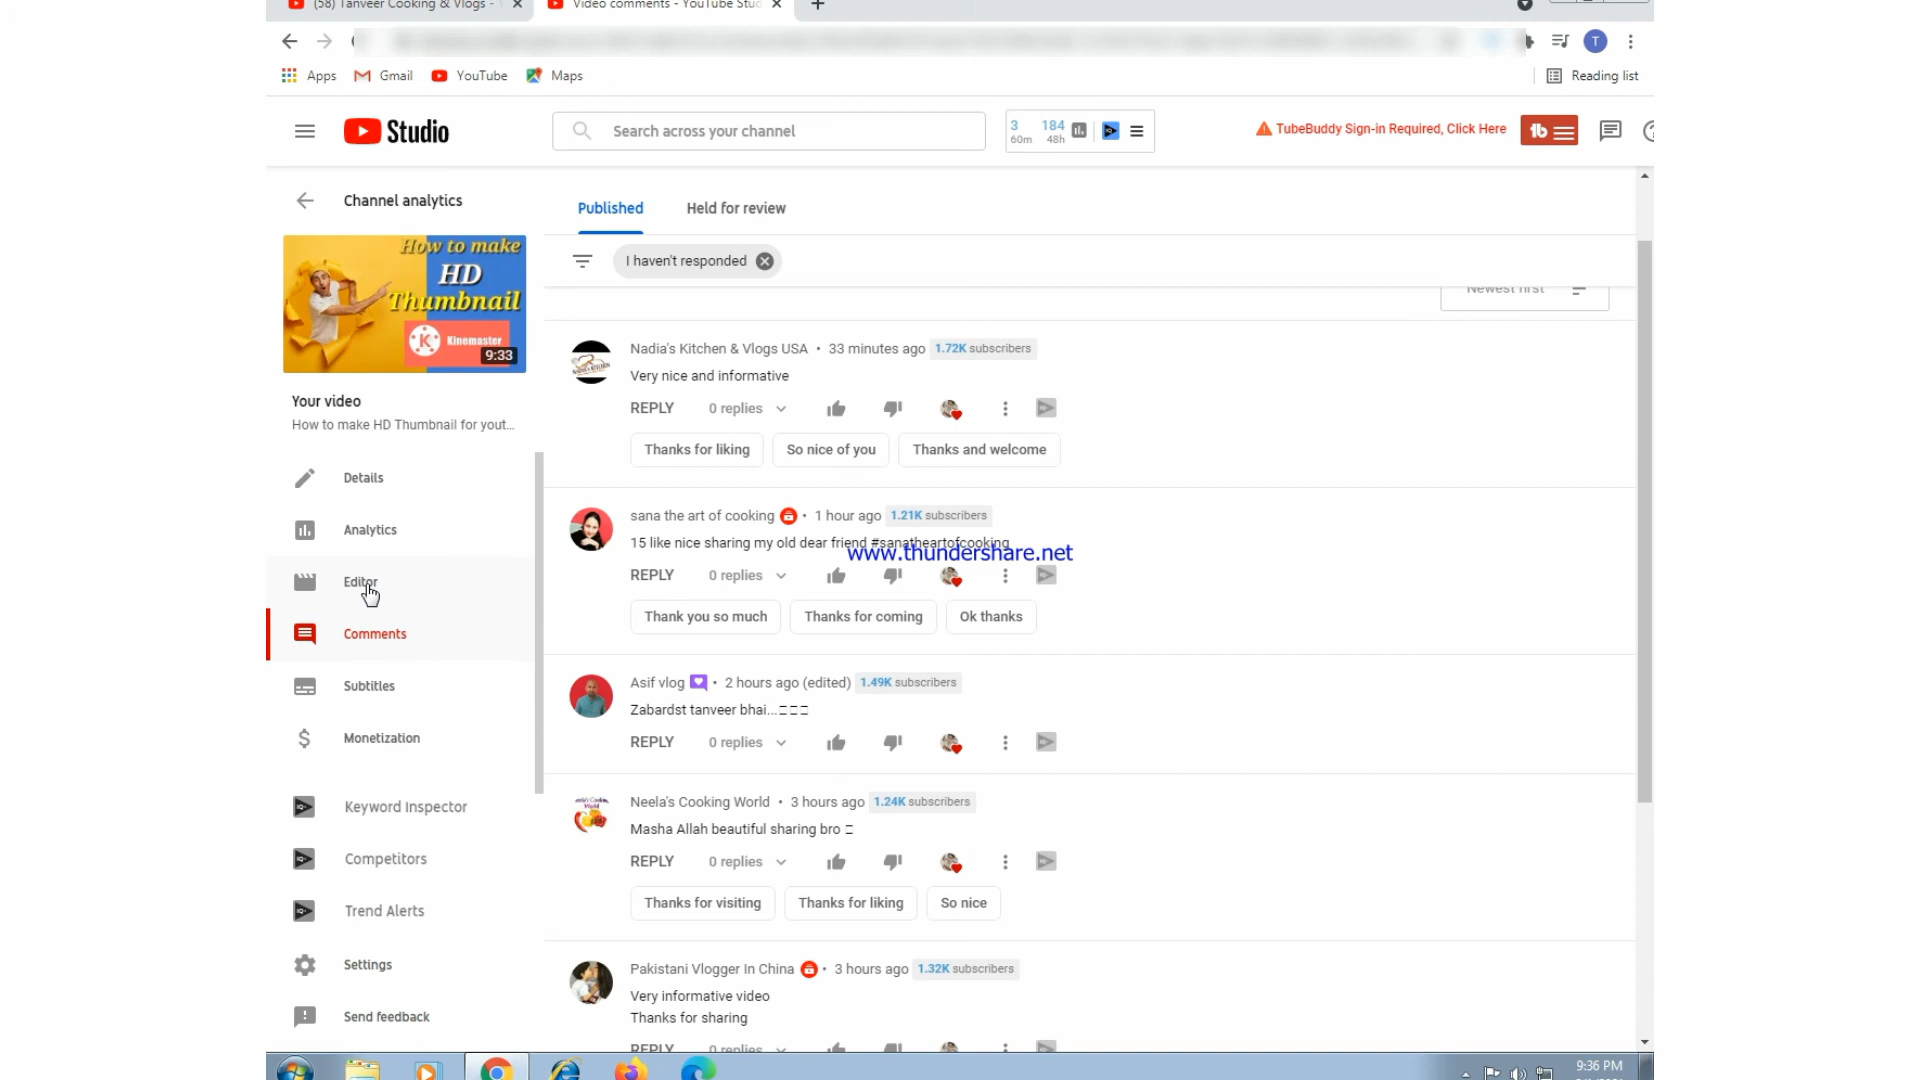 (58) Tanveer Cooking & Vlogs -
Video comments - YouTube Stud
T
Apps
Gmail
YouTube
Maps
Reading list
Studio
Search across your channel
3
60m
184
48h
TubeBuddy Sign-in Required, Click Here
Channel analytics
Published
Held for review
How to make
HD
Thumbnail
K
Kinemaster
9:33
I haven't responded
Newest first
Your video
How to make HD Thumbnail for yout...
Details
Analytics
Editor
Comments
Subtitles
Monetization
Keyword Inspector
Competitors
Trend Alerts
Settings
Send feedback
Nadia's Kitchen & Vlogs USA • 33 minutes ago 1.72K subscribers
Very nice and informative
REPLY 0 replies
Thanks for liking
So nice of you
Thanks and welcome
sana the art of cooking • 1 hour ago 1.21K subscribers
15 like nice sharing my old dear friend #sanatheartofcooking
www.thundershare.net
REPLY 0 replies
Thank you so much
Thanks for coming
Ok thanks
Asif vlog • 2 hours ago (edited) 1.49K subscribers
Zabardst tanveer bhai...
REPLY 0 replies
Neela's Cooking World • 3 hours ago 1.24K subscribers
Masha Allah beautiful sharing bro
REPLY 0 replies
Thanks for visiting
Thanks for liking
So nice
Pakistani Vlogger In China • 3 hours ago 1.32K subscribers
Very informative video
Thanks for sharing
REPLY 0 replies
9:36 PM